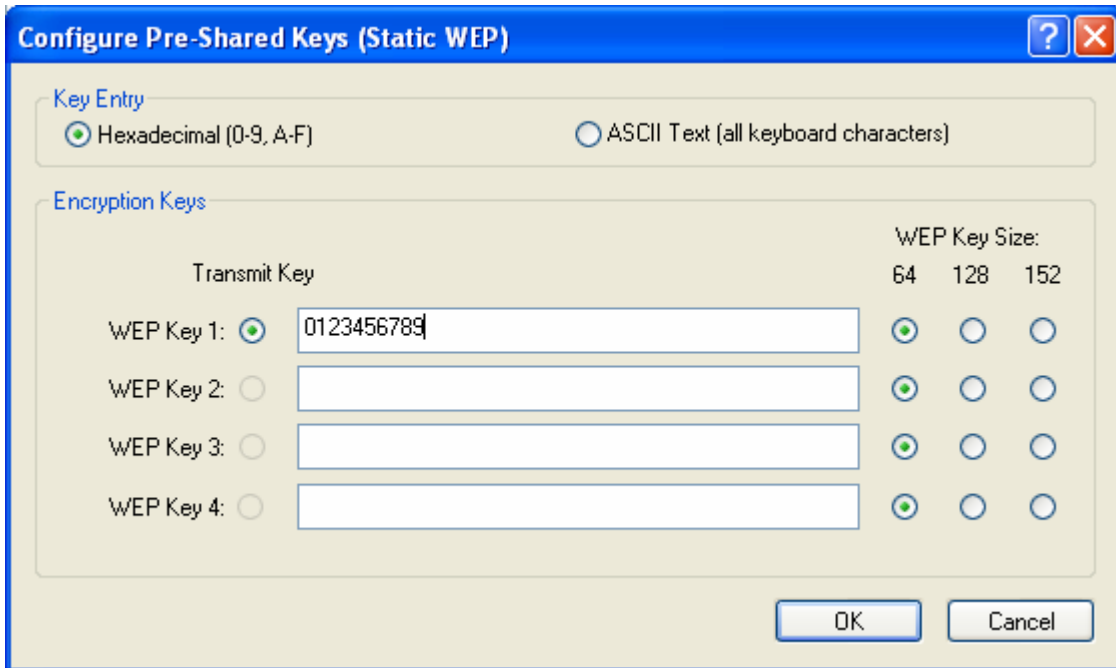 Configure Pre-Shared Keys (Static WEP)
Key Entry
Hexadecimal (0-9, A-F) ASCII Text (all keyboard characters)
Encryption Keys
WEP Key Size:
Transmit Key 64 128 152
WEP Key 1: 0123456789
WEP Key 2:
WEP Key 3:
WEP Key 4:
OK Cancel